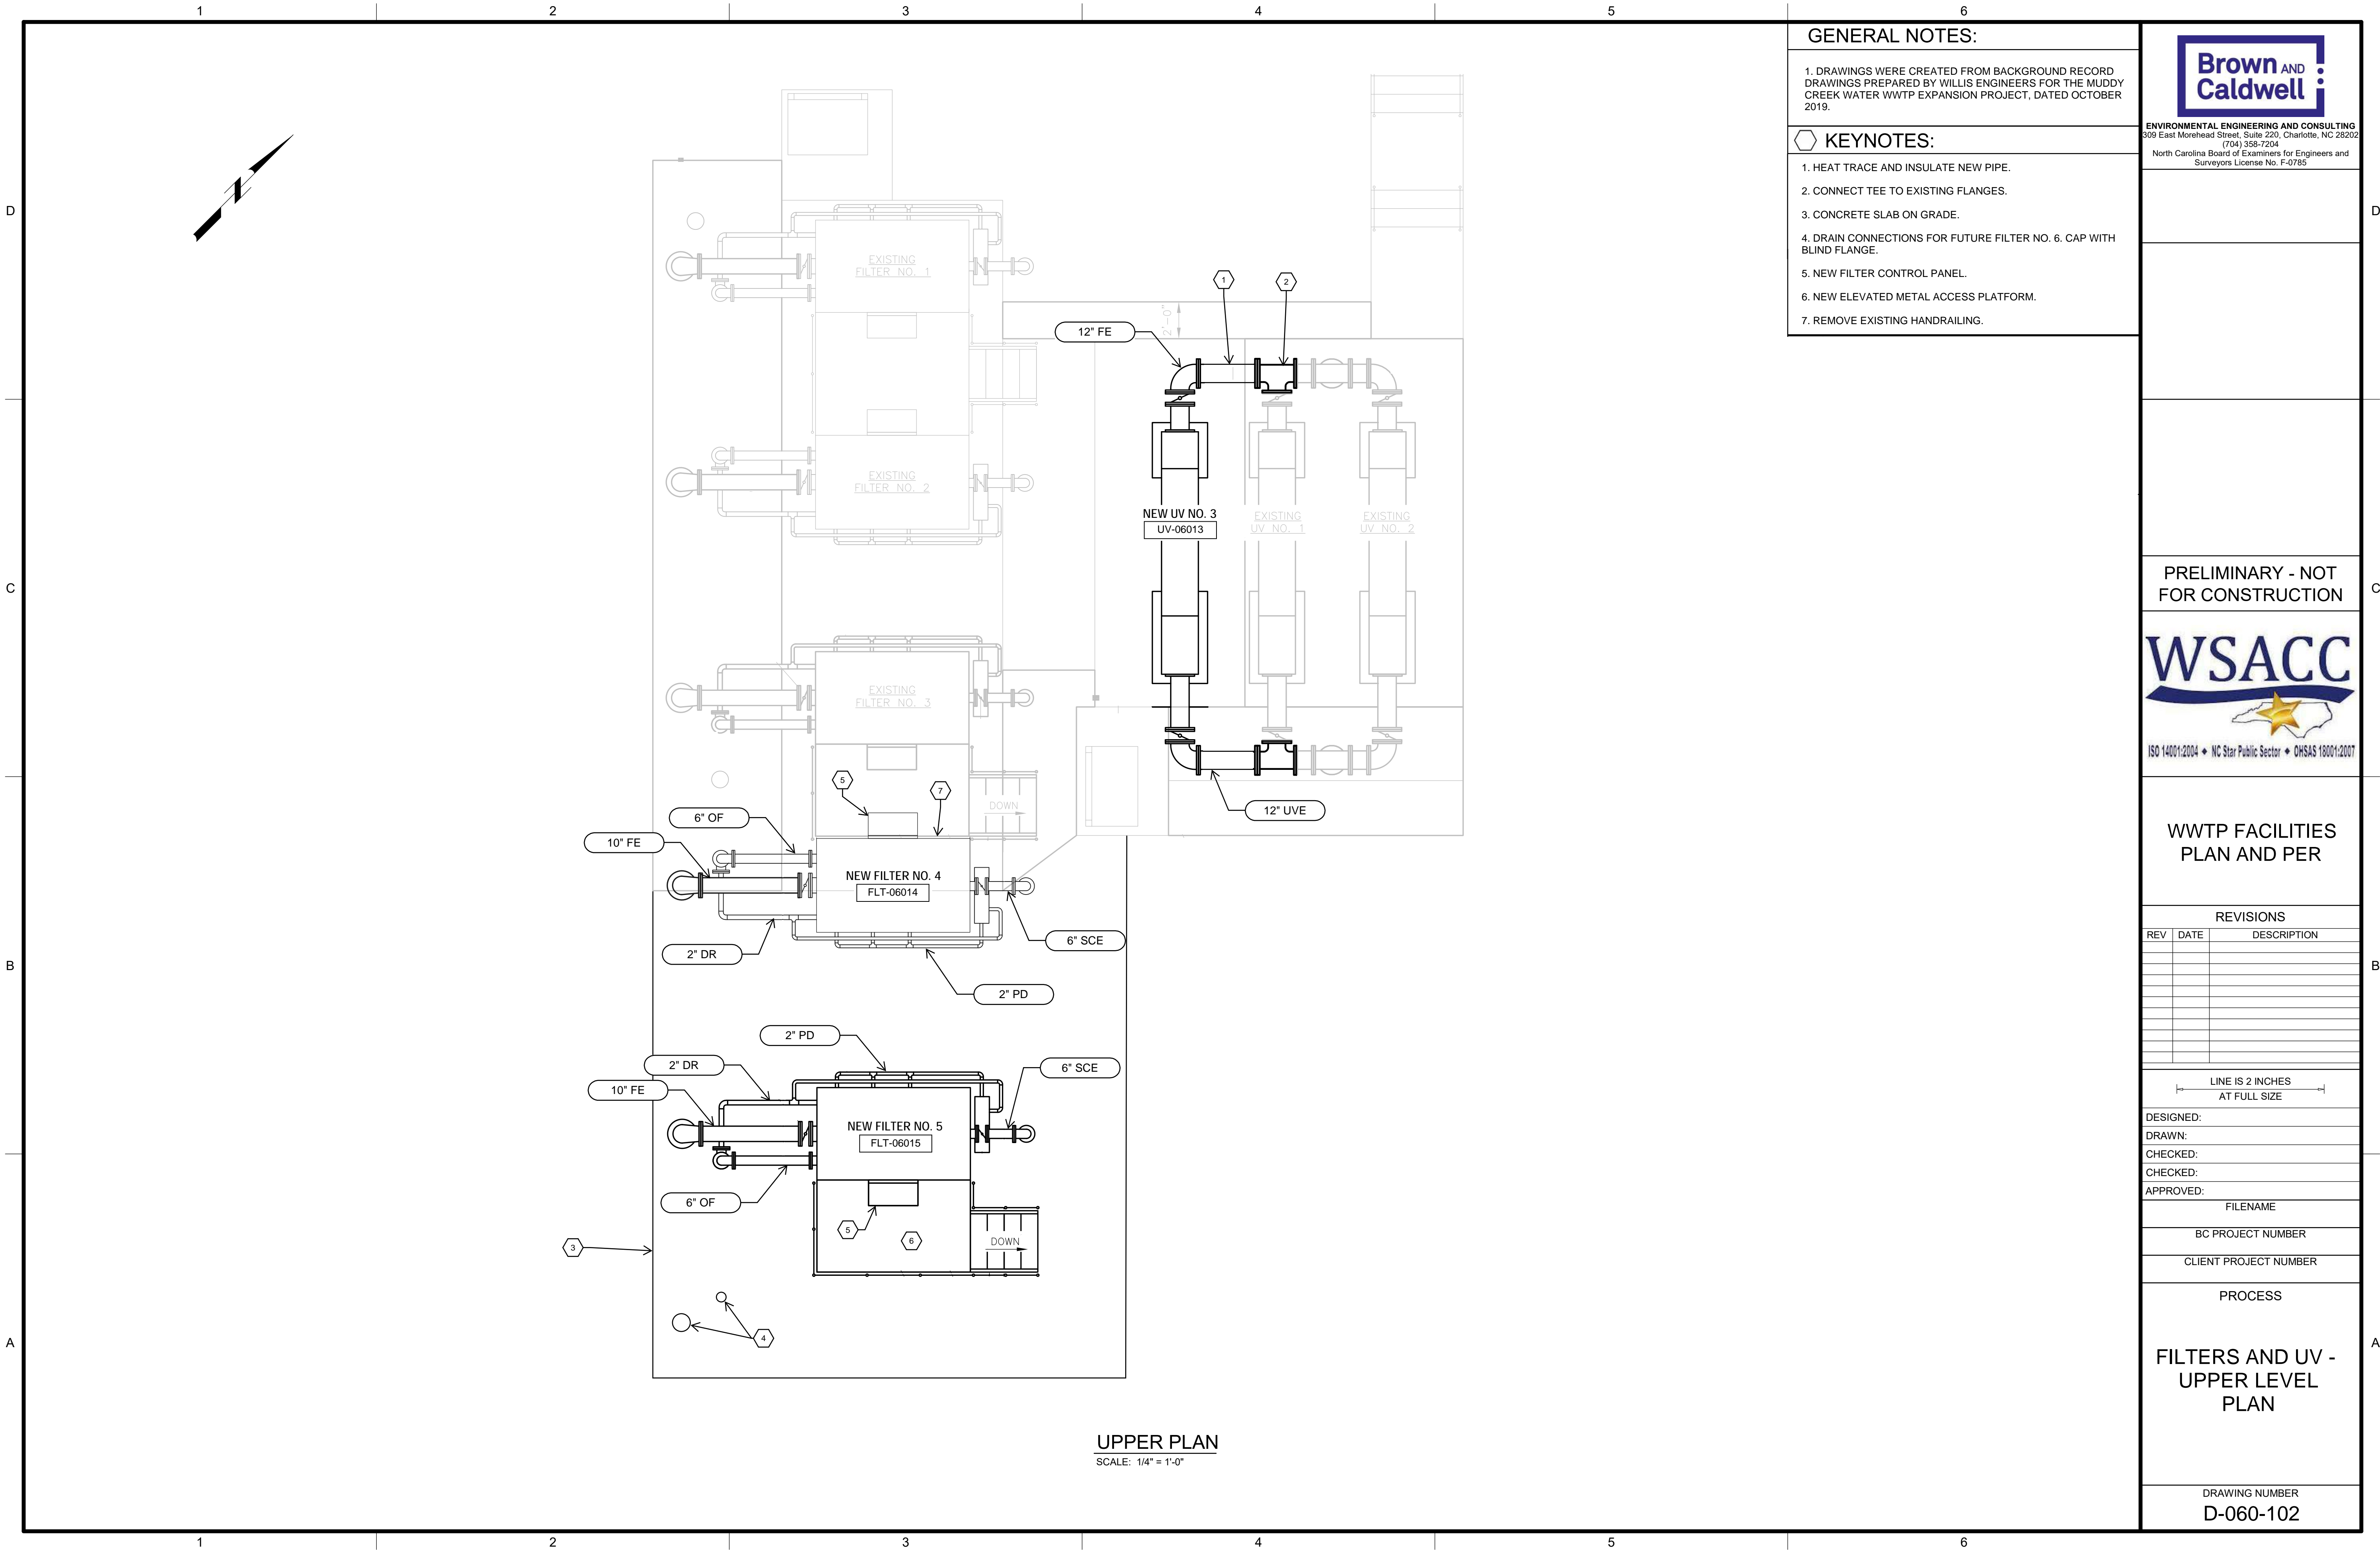 1 2 3 4 5 6
GENERAL NOTES:
1. DRAWINGS WERE CREATED FROM BACKGROUND RECORD
DRAWINGS PREPARED BY WILLIS ENGINEERS FOR THE MUDDY
CREEK WATER WWTP EXPANSION PROJECT, DATED OCTOBER
2019.
KEYNOTES:
1. HEAT TRACE AND INSULATE NEW PIPE.
2. CONNECT TEE TO EXISTING FLANGES.
3. CONCRETE SLAB ON GRADE.
4. DRAIN CONNECTIONS FOR FUTURE FILTER NO. 6. CAP WITH
BLIND FLANGE.
5. NEW FILTER CONTROL PANEL.
6. NEW ELEVATED METAL ACCESS PLATFORM.
7. REMOVE EXISTING HANDRAILING.
D
D
EXISTING
FILTER NO. 1
1
2
12" FE
2'-0"
EXISTING
FILTER NO. 2
NEW UV NO. 3
UV-06013
EXISTING
UV NO. 1
EXISTING
UV NO. 2
C
C
EXISTING
FILTER NO. 3
5
7
DOWN
12" UVE
6" OF
10" FE
NEW FILTER NO. 4
FLT-06014
6" SCE
2" DR
2" PD
B
B
2" PD
2" DR
6" SCE
10" FE
NEW FILTER NO. 5
FLT-06015
6" OF
5
6
DOWN
3
4
A
A
UPPER PLAN
SCALE: 1/4" = 1'-0"
Brown AND
Caldwell
ENVIRONMENTAL ENGINEERING AND CONSULTING
309 East Morehead Street, Suite 220, Charlotte, NC 28202
(704) 358-7204
North Carolina Board of Examiners for Engineers and
Surveyors License No. F-0785
PRELIMINARY - NOT
FOR CONSTRUCTION
WSACC
ISO 14001:2004 ◆ NC Star Public Sector ◆ OHSAS 18001:2007
WWTP FACILITIES
PLAN AND PER
REVISIONS
REV DATE DESCRIPTION
LINE IS 2 INCHES
AT FULL SIZE
DESIGNED:
DRAWN:
CHECKED:
CHECKED:
APPROVED:
FILENAME
BC PROJECT NUMBER
CLIENT PROJECT NUMBER
PROCESS
FILTERS AND UV -
UPPER LEVEL
PLAN
DRAWING NUMBER
D-060-102
1 2 3 4 5 6